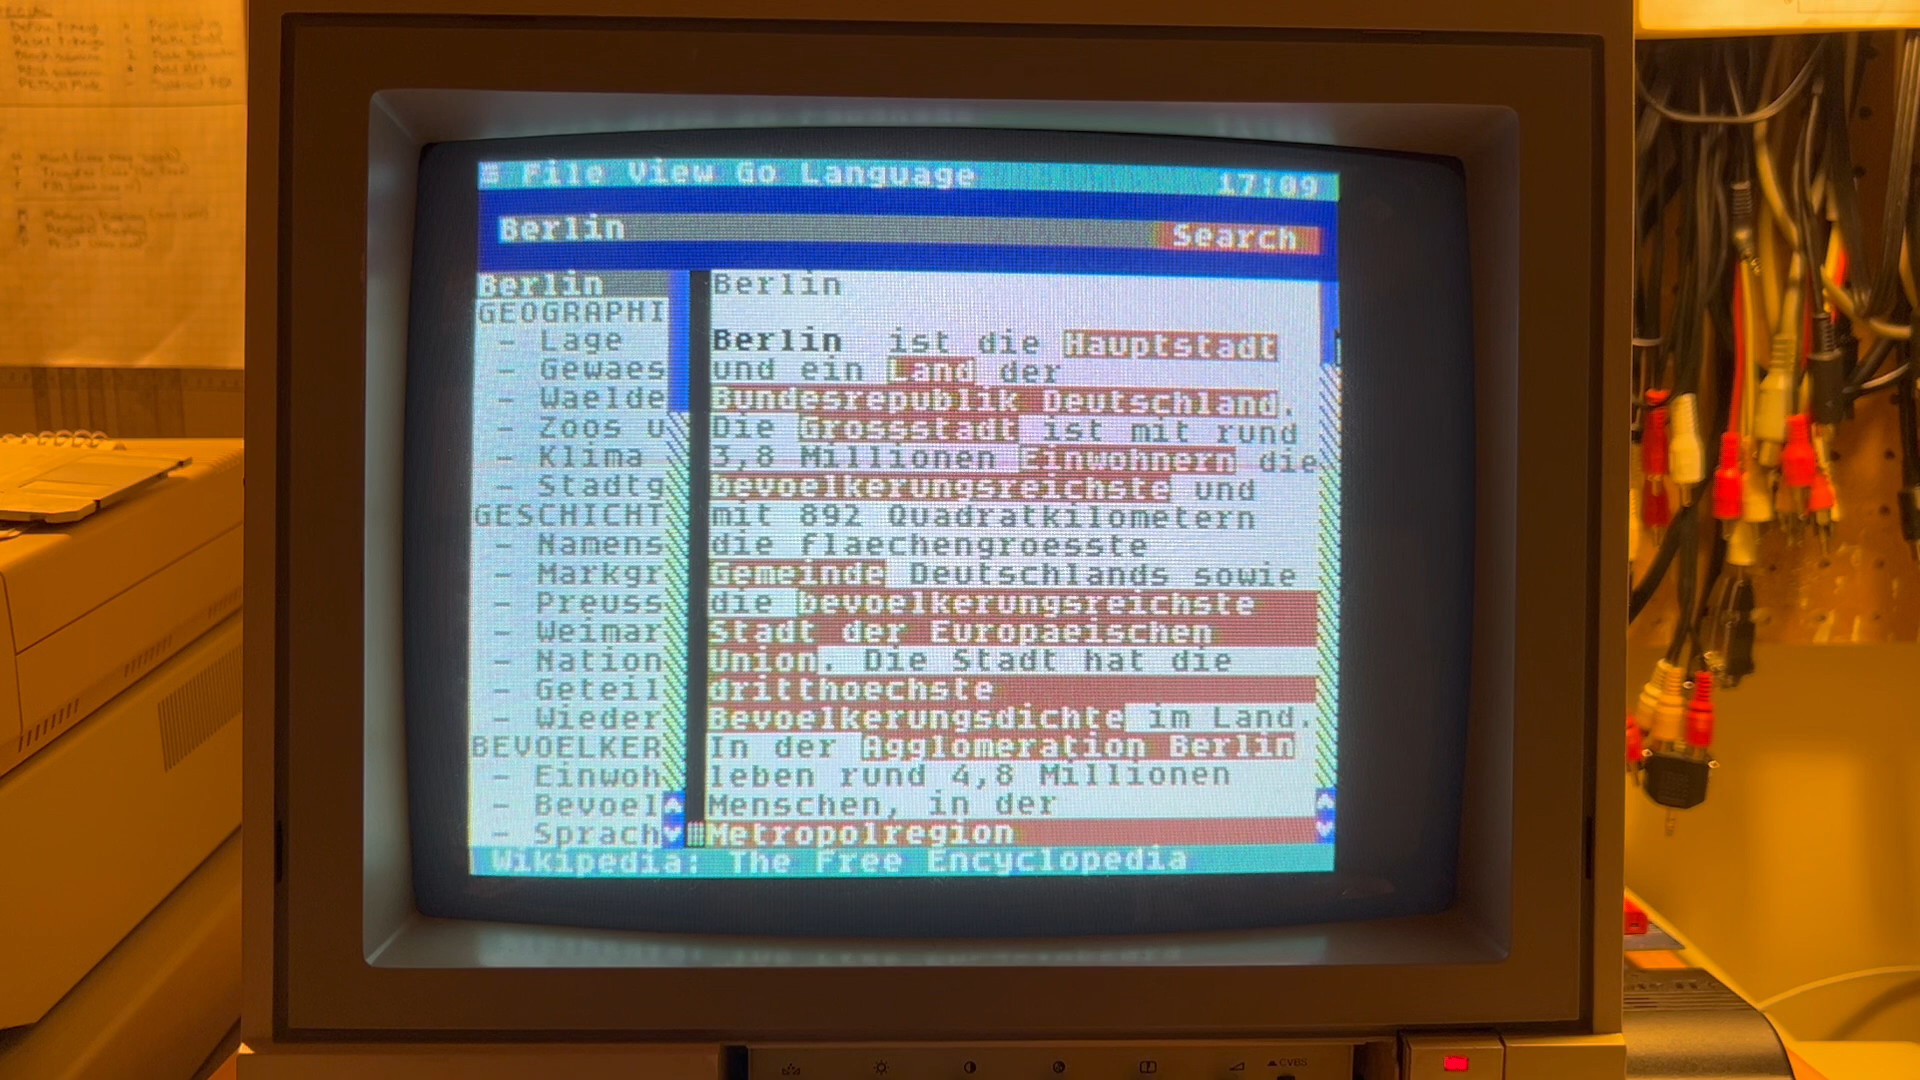 File View Go Language 17:09
Berlin Search
Berlin
GEOGRAPHI
- Lage
- Gewaes
- Waelde
- Zoos u
- Klima
- Stadtg
GESCHICHT
- Namens
- Markgr
- Preuss
- Weimar
- Nation
- Geteil
- Wieder
BEVOELKER
- Einwoh
- Bevoel
- Sprach
Berlin
Berlin ist die Hauptstadt
und ein Land der
Bundesrepublik Deutschland.
Die Grossstadt ist mit rund
3,8 Millionen Einwohnern die
bevoelkerungsreichste und
mit 892 Quadratkilometern
die flaechengroesste
Gemeinde Deutschlands sowie
die bevoelkerungsreichste
Stadt der Europaeischen
Union. Die Stadt hat die
dritthoechste
Bevoelkerungsdichte im Land.
In der Agglomeration Berlin
leben rund 4,8 Millionen
Menschen, in der
Metropolregion
Wikipedia: The Free Encyclopedia
CVBS